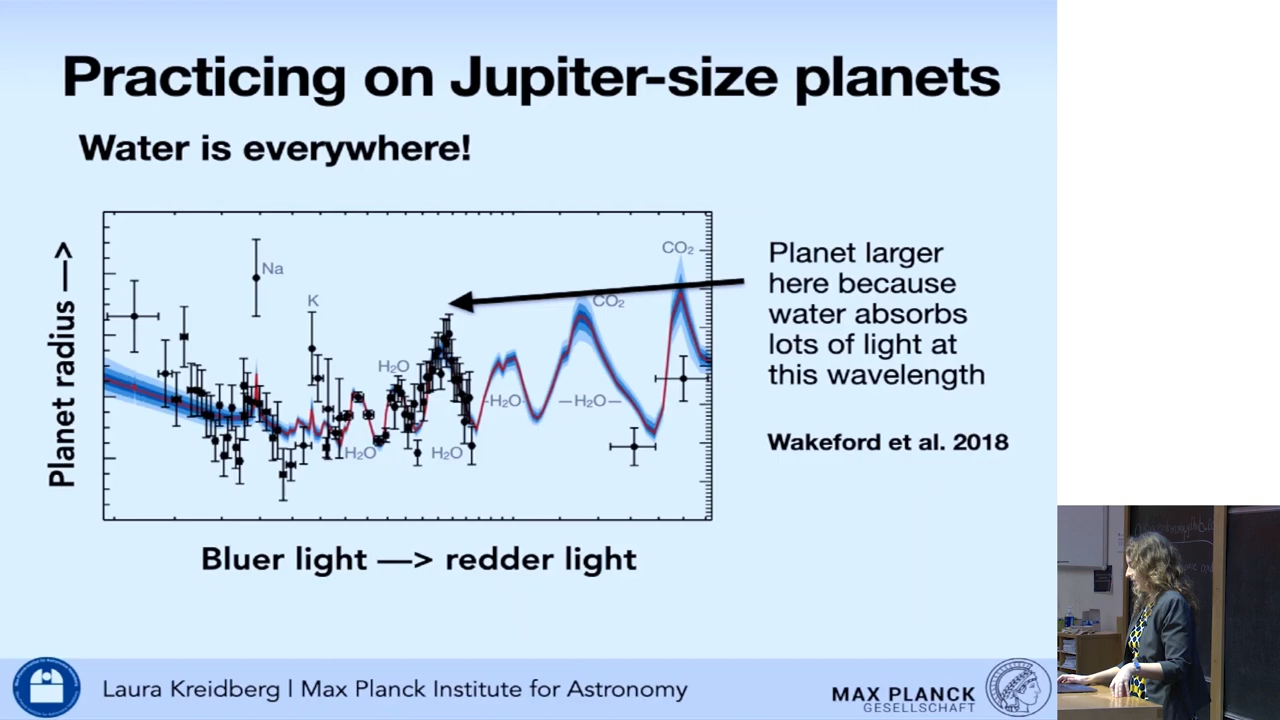 Practicing on Jupiter-size planets
Water is everywhere!
Planet radius —>
Na
K
H₂O
H₂O
H₂O
H₂O
H₂O
CO₂
CO₂
Planet larger
here because
water absorbs
lots of light at
this wavelength
Wakeford et al. 2018
Bluer light —> redder light
Laura Kreidberg | Max Planck Institute for Astronomy
MAX PLANCK
GESELLSCHAFT